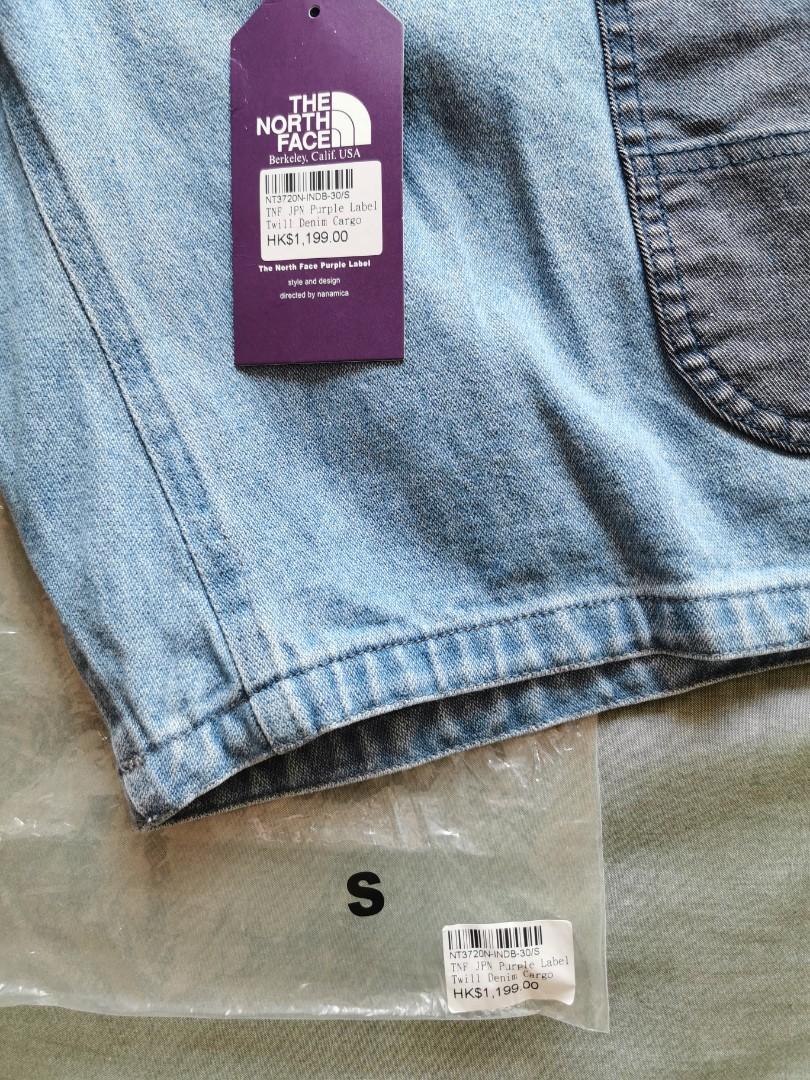 THE
NORTH
FACE
Berkeley, Calif. USA
NT3720N-INDB-30/S
TNF JPN Purple Label
Twill Denim Cargo
HK$1,199.00
The North Face Purple Label
style and design
directed by nanamica
S
NT3720N-INDB-30/S
TNF JPN Purple Label
Twill Denim Cargo
HK$1,199.00